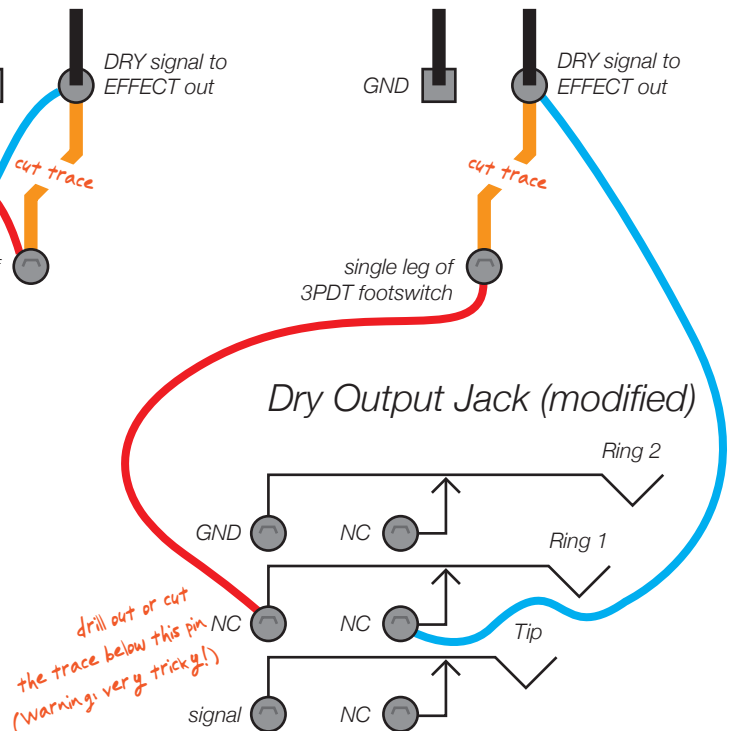 DRY signal to
EFFECT out
GND
DRY signal to
EFFECT out
cut trace
cut trace
single leg of
3PDT footswitch
Dry Output Jack (modified)
Ring 2
GND
NC
Ring 1
drill out or cut
the trace below this pin
(warning: very tricky!)
NC
NC
Tip
signal
NC